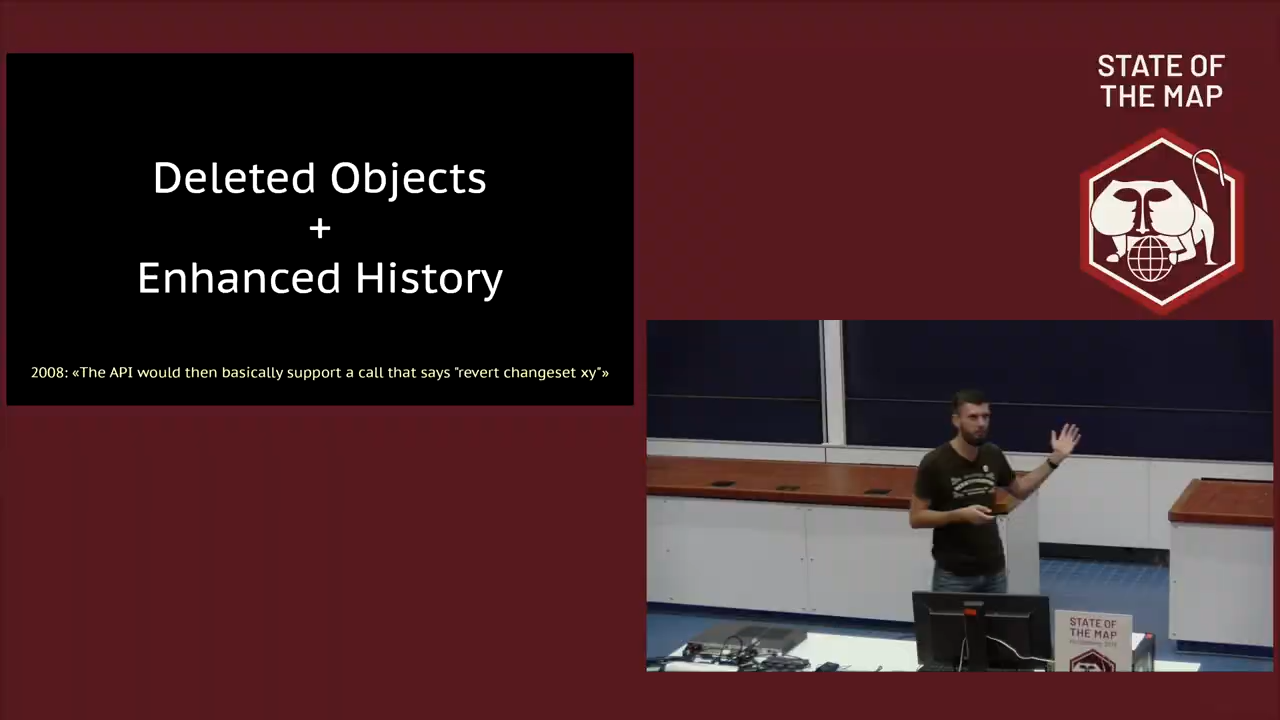 Deleted Objects
+
Enhanced History
2008: «The API would then basically support a call that says "revert changeset xy"»
STATE OF
THE MAP
STATE OF
THE MAP